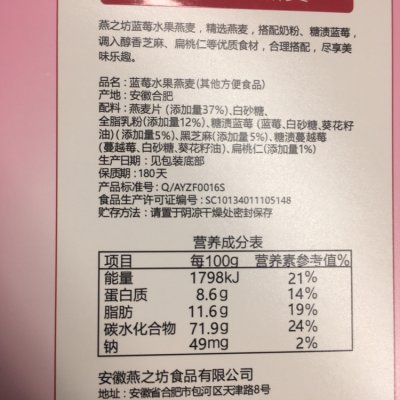 燕之坊蓝莓水果燕麦，精选燕麦，搭配奶粉、糖渍蓝莓，
调入醇香芝麻、扁桃仁等优质食材，合理搭配，尽享美
味乐趣。
品名：蓝莓水果燕麦(其他方便食品)
产地：安徽合肥
配料：燕麦片 (添加量37%)、白砂糖、
全脂乳粉(添加量12%)、糖渍蓝莓 (蓝莓、白砂糖、葵花籽
油)( 添加量5%)、黑芝麻(添加量5%)、糖渍蔓越莓
(蔓越莓、白砂糖、葵花油)、扁桃仁(添加量1%)
生产日期：见包装底部
保质期：180天
产品标准号：Q/AYZF0016S
食品生产许可证编号：SC10134011105148
贮存方法：请置于阴凉干燥处密封保存
营养成分表
项目 每100g 营养素参考值%
能量 1798kJ 21%
蛋白质 8.6g 14%
脂肪 11.6g 19%
碳水化合物 71.9g 24%
钠 49mg 2%
安徽燕之坊食品有限公司
地址：安徽省合肥市包河区天津路8号